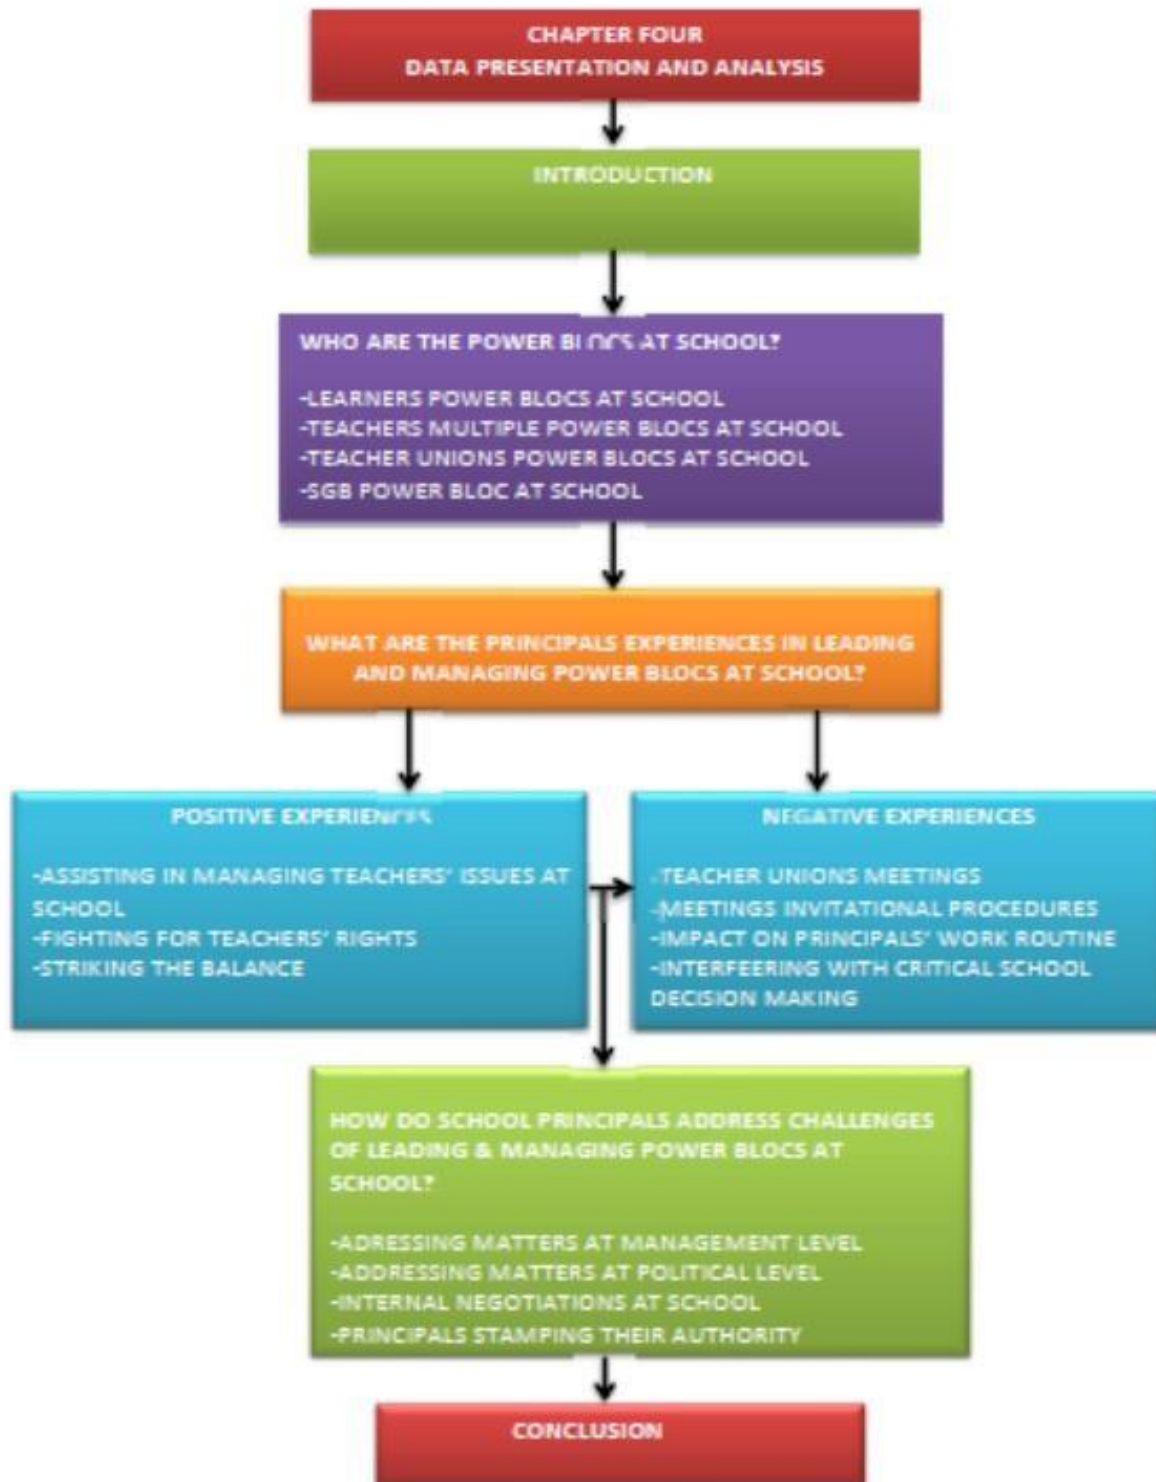 CHAPTER FOUR
DATA PRESENTATION AND ANALYSIS
INTRODUCTION
WHO ARE THE POWER BLOCS AT SCHOOL?
-LEARNERS POWER BLOCS AT SCHOOL
-TEACHERS MULTIPLE POWER BLOCS AT SCHOOL
-TEACHER UNIONS POWER BLOCS AT SCHOOL
-SGB POWER BLOC AT SCHOOL
WHAT ARE THE PRINCIPALS EXPERIENCES IN LEADING
AND MANAGING POWER BLOCS AT SCHOOL?
POSITIVE EXPERIENCES
-ASSISTING IN MANAGING TEACHERS' ISSUES AT
SCHOOL
-FIGHTING FOR TEACHERS' RIGHTS
-STRIKING THE BALANCE
NEGATIVE EXPERIENCES
-TEACHER UNIONS MEETINGS
-MEETINGS INVITATIONAL PROCEDURES
-IMPACT ON PRINCIPALS' WORK ROUTINE
-INTERFEERING WITH CRITICAL SCHOOL
DECISION MAKING
HOW DO SCHOOL PRINCIPALS ADDRESS CHALLENGES
OF LEADING & MANAGING POWER BLOCS AT
SCHOOL?
-ADRESSING MATTERS AT MANAGEMENT LEVEL
-ADDRESSING MATTERS AT POLITICAL LEVEL
-INTERNAL NEGOTIATIONS AT SCHOOL
-PRINCIPALS STAMPING THEIR AUTHORITY
CONCLUSION